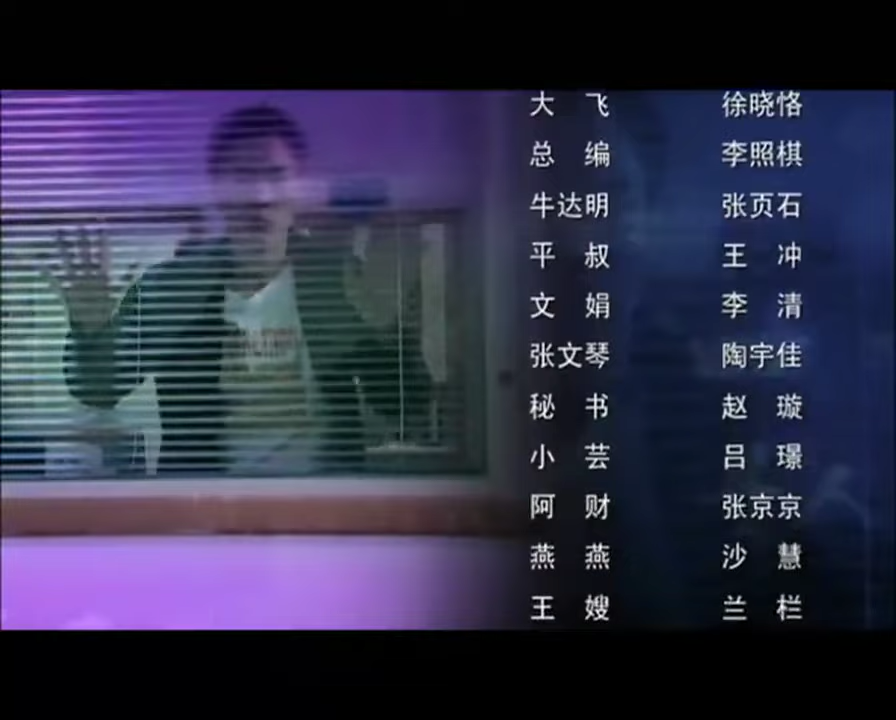 大飞 徐晓恪
总编 李照棋
牛达明 张页石
平叔 王冲
文娟 李清
张文琴 陶宇佳
秘书 赵璇
小芸 吕璟
阿财 张京京
燕燕 沙慧
王嫂 兰栏